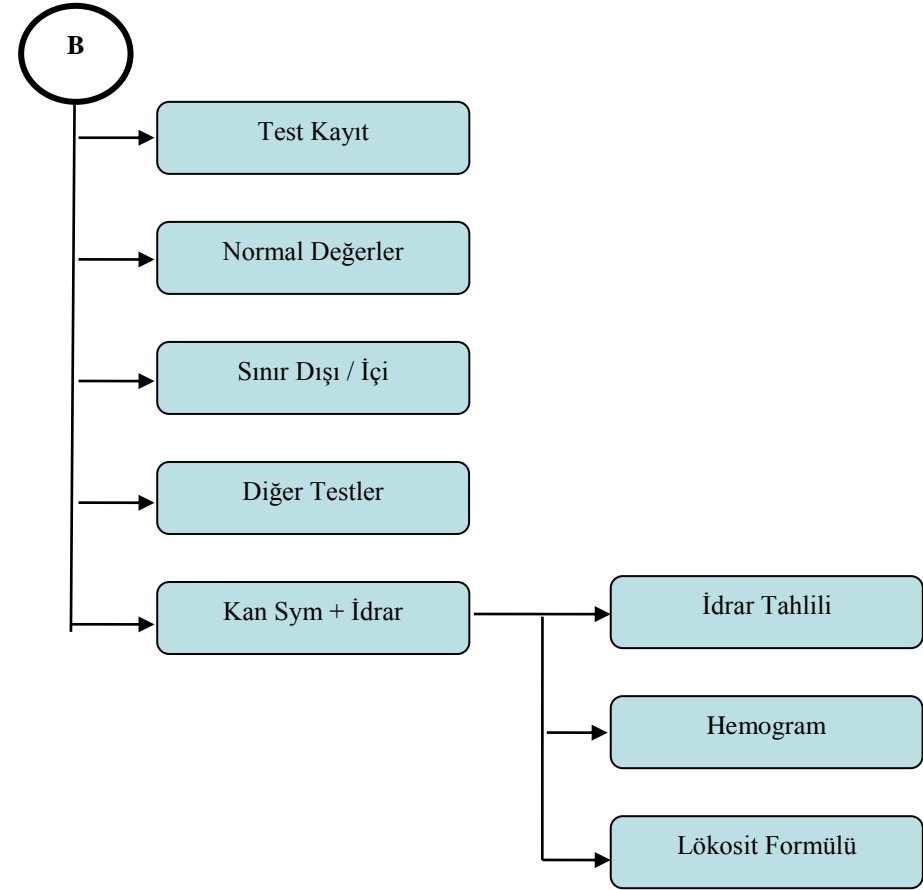 B
Test Kayıt
Normal Değerler
Sınır Dışı / İçi
Diğer Testler
Kan Sym + İdrar
İdrar Tahlili
Hemogram
Lökosit Formülü